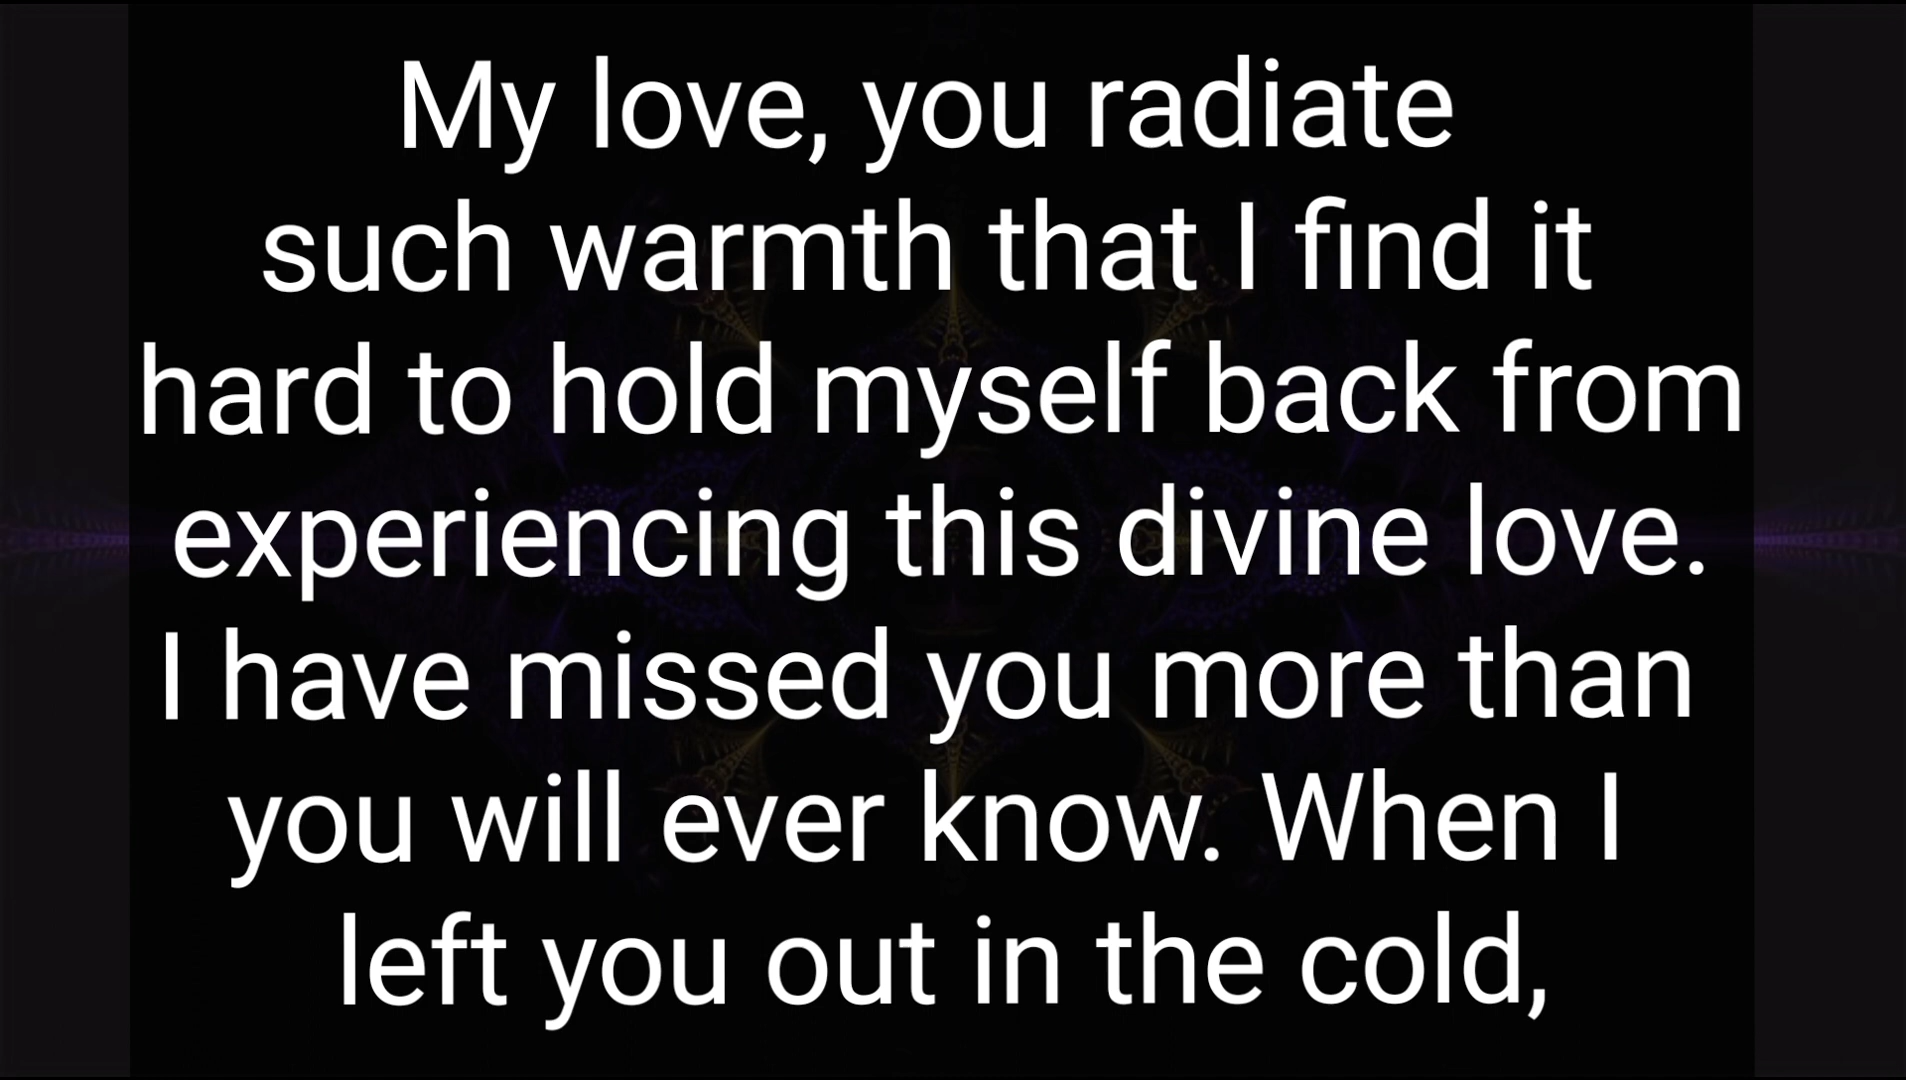 My love, you radiate
such warmth that I find it
hard to hold myself back from
experiencing this divine love.
I have missed you more than
you will ever know. When I
left you out in the cold,